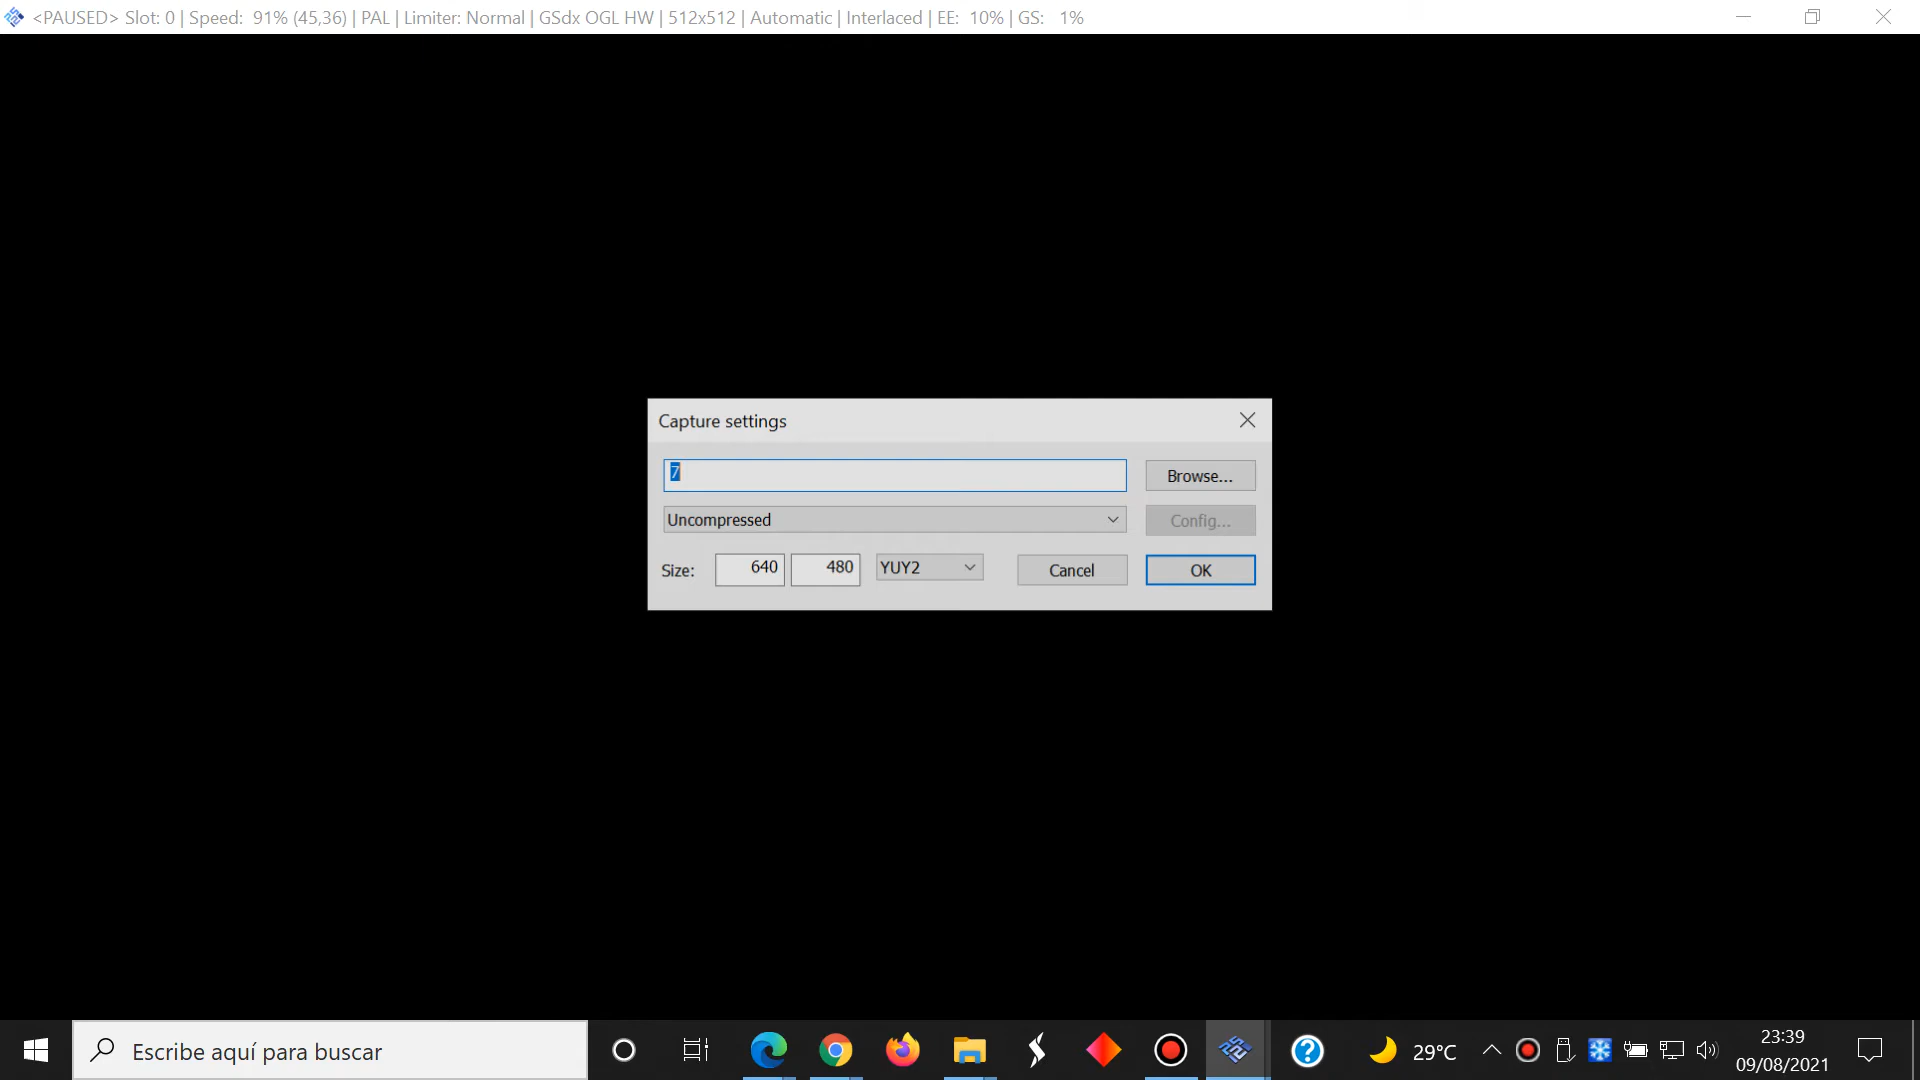 <PAUSED> Slot: 0 | Speed: 91% (45,36) | PAL | Limiter: Normal | GSdx OGL HW | 512x512 | Automatic | Interlaced | EE: 10% | GS: 1%
Capture settings
7
Browse...
Uncompressed
Config...
Size: 640 480 YUY2 Cancel OK
Escribe aquí para buscar
29°C
23:39
09/08/2021